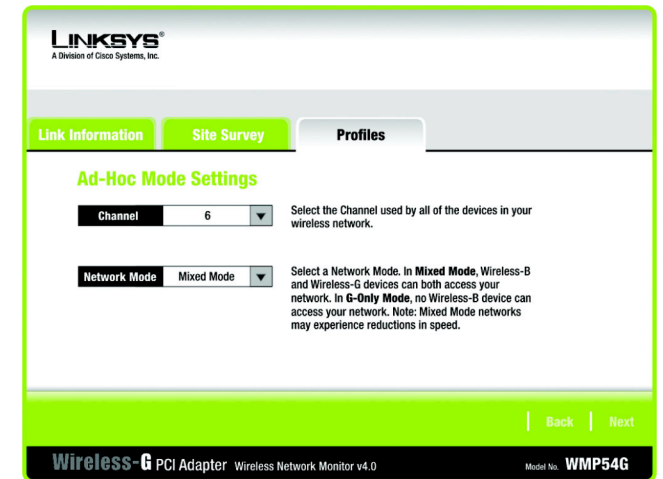 LINKSYS®
A Division of Cisco Systems, Inc.
Link Information
Site Survey
Profiles
Ad-Hoc Mode Settings
Channel
6
Select the Channel used by all of the devices in your
wireless network.
Network Mode
Mixed Mode
Select a Network Mode. In Mixed Mode, Wireless-B
and Wireless-G devices can both access your
network. In G-Only Mode, no Wireless-B device can
access your network. Note: Mixed Mode networks
may experience reductions in speed.
Back
Next
Wireless-G PCI Adapter Wireless Network Monitor v4.0
Model No. WMP54G